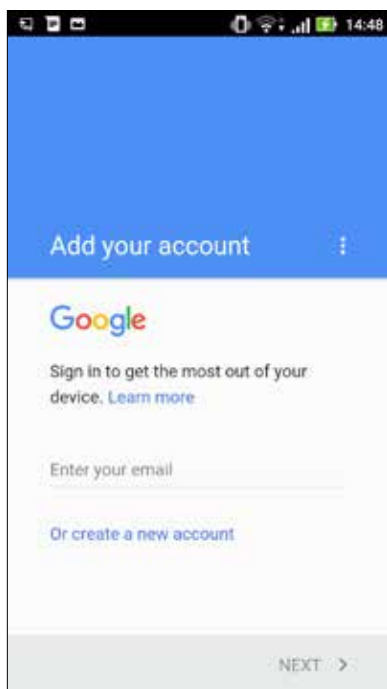 14:48
Add your account
Google
Sign in to get the most out of your
device. Learn more
Enter your email
Or create a new account
NEXT